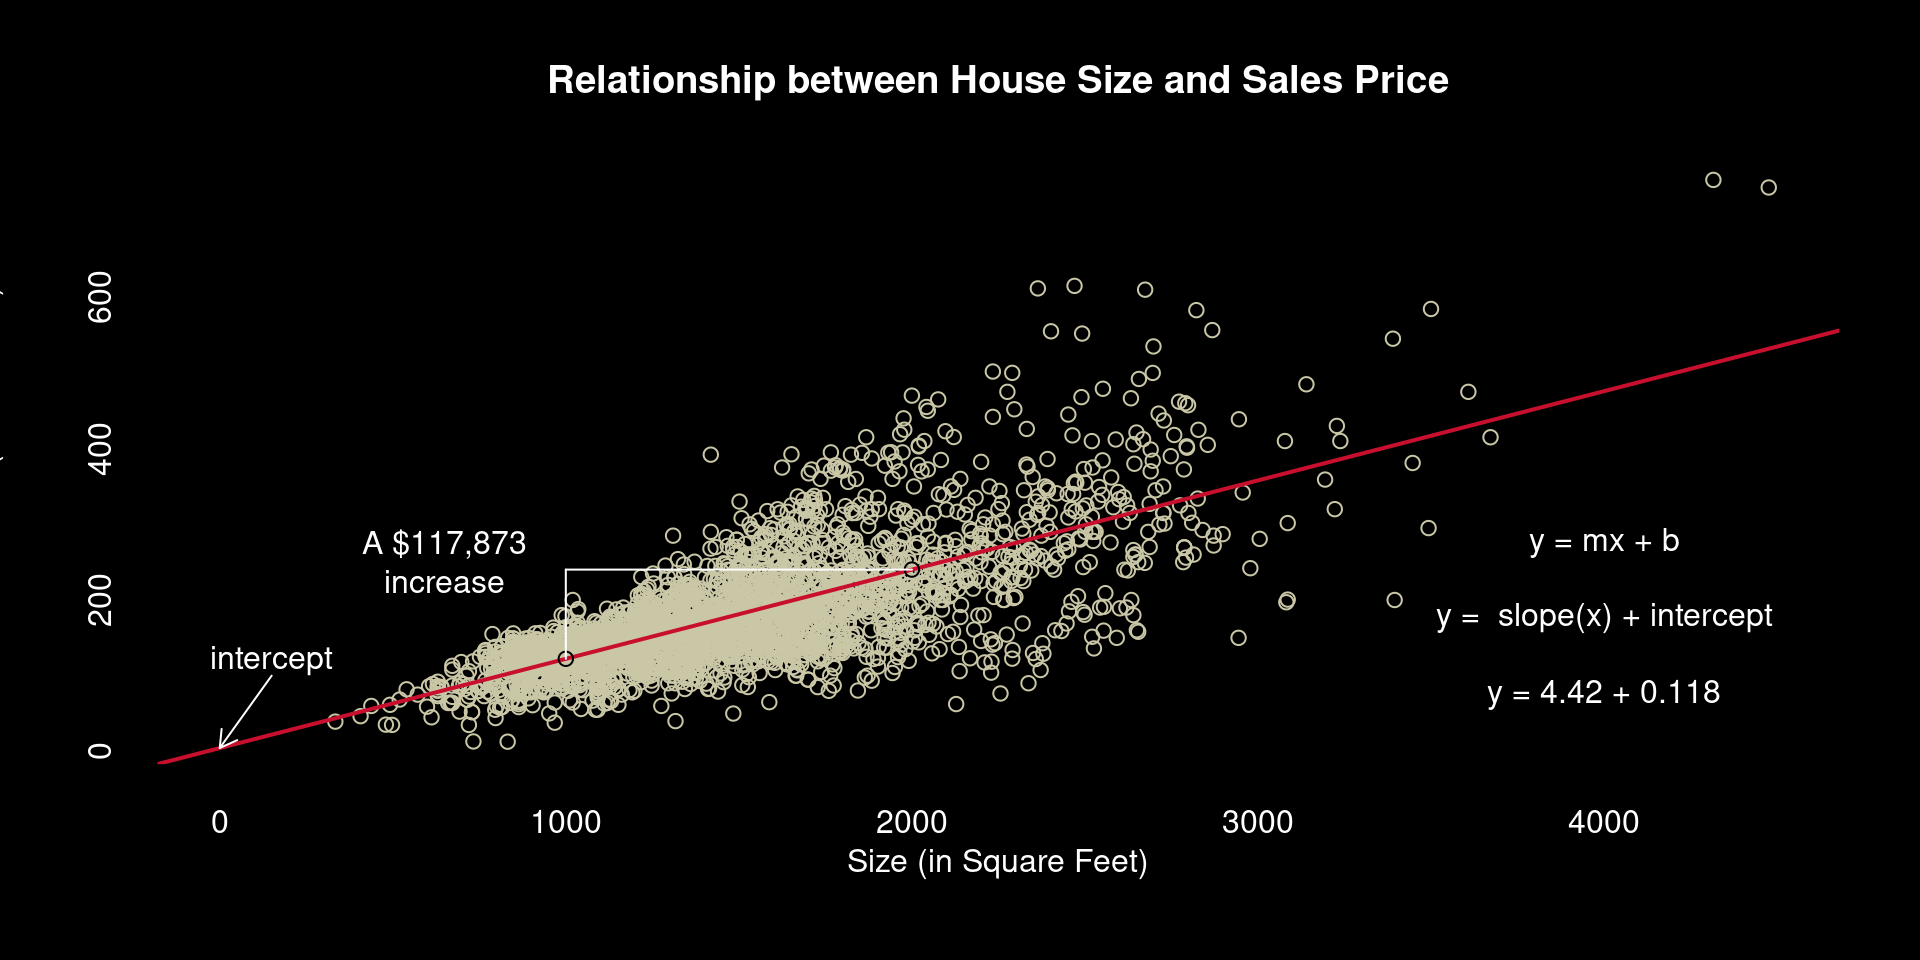 Relationship between House Size and Sales Price
600
400
200
0
A $117,873
increase
intercept
y = mx + b
y = slope(x) + intercept
y = 4.42 + 0.118
0 1000 2000 3000 4000
Size (in Square Feet)